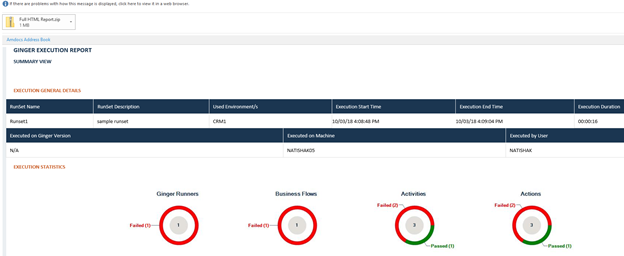 If there are problems with how this message is displayed, click here to view it in a web browser.
Full HTML Report.zip
1 MB
Amdocs Address Book
GINGER EXECUTION REPORT
SUMMARY VIEW
EXECUTION GENERAL DETAILS
RunSet Name RunSet Description Used Environment/s Execution Start Time Execution End Time Execution Duration
Runset1 sample runset CRM1 10/03/18 4:08:48 PM 10/03/18 4:09:04 PM 00:00:16
Executed on Ginger Version Executed on Machine Executed by User
N/A NATISHAK05 NATISHAK
EXECUTION STATISTICS
Ginger Runners Business Flows Activities Actions
Failed (2) Failed (2)
Failed (1) 1 Failed (1) 1 3 3
Passed (1) Passed (1)